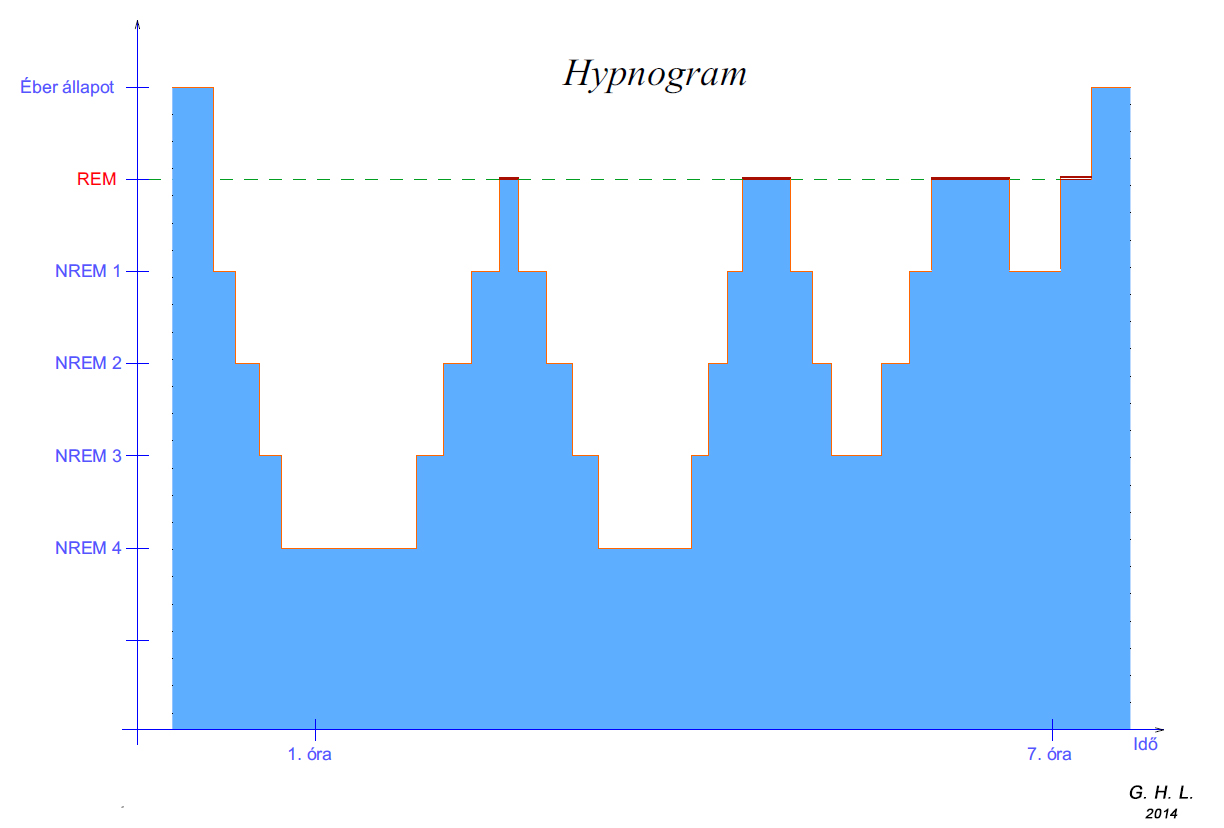 Hypnogram
Éber állapot
REM
NREM 1
NREM 2
NREM 3
NREM 4
1. óra
7. óra
Idő
G. H. L.
2014